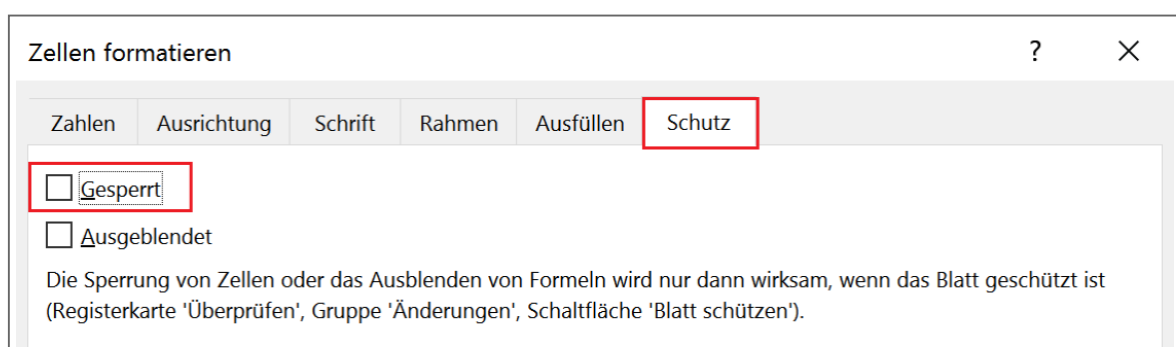 Zellen formatieren ?
Zahlen Ausrichtung Schrift Rahmen Ausfüllen Schutz
Gesperrt
Ausgeblendet
Die Sperrung von Zellen oder das Ausblenden von Formeln wird nur dann wirksam, wenn das Blatt geschützt ist
(Registerkarte 'Überprüfen', Gruppe 'Änderungen', Schaltfläche 'Blatt schützen').